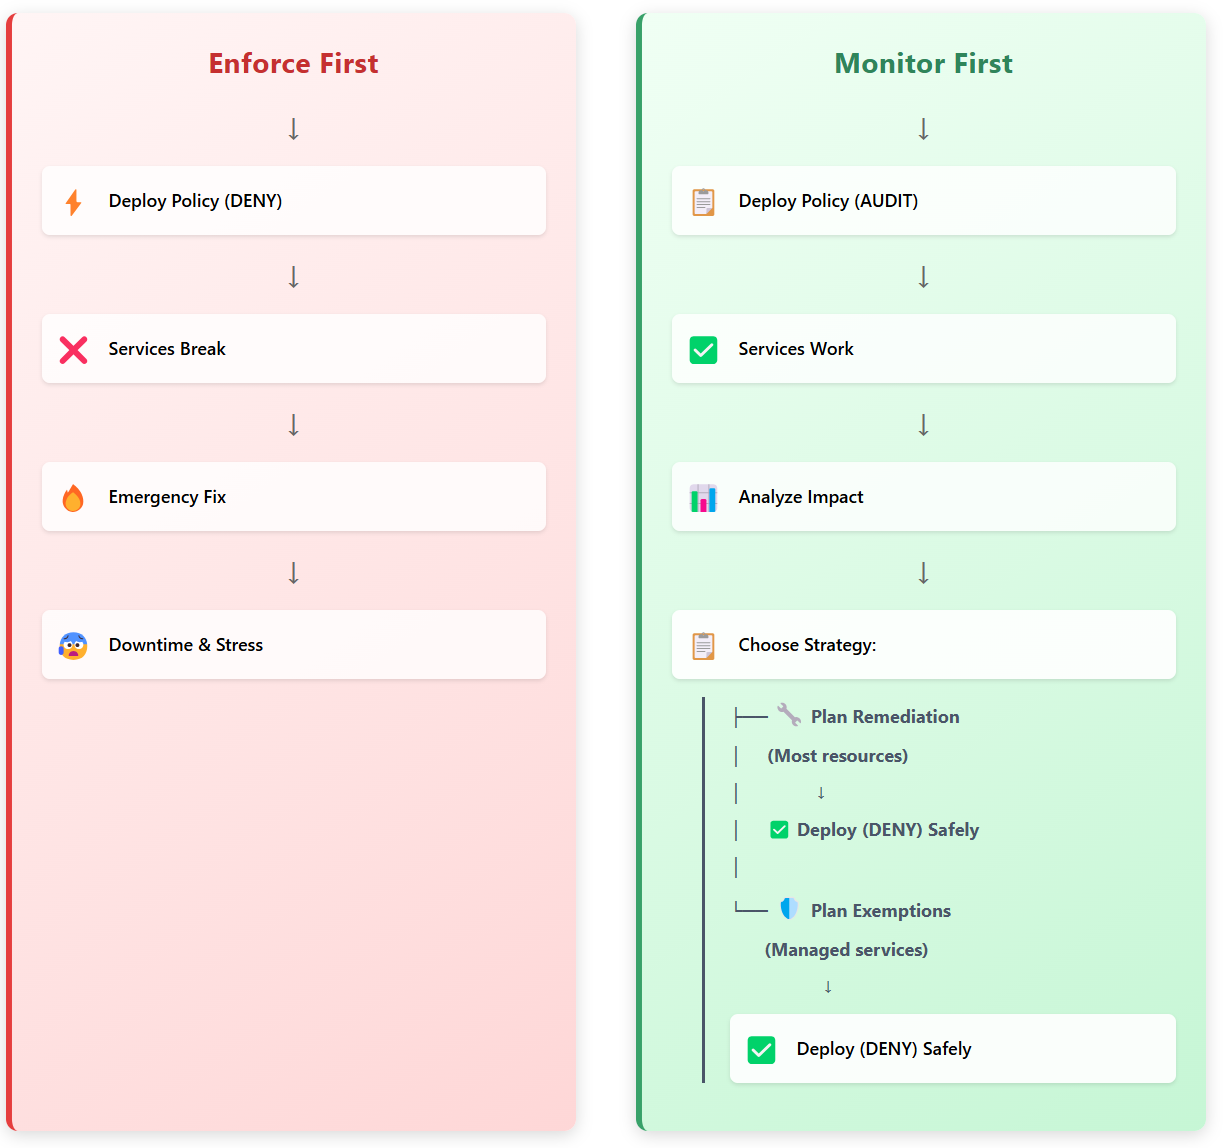 Enforce First
↓
Deploy Policy (DENY)
↓
Services Break
↓
Emergency Fix
↓
Downtime & Stress
Monitor First
↓
Deploy Policy (AUDIT)
↓
Services Work
↓
Analyze Impact
↓
Choose Strategy:
├── Plan Remediation
│ (Most resources)
│ ↓
│ Deploy (DENY) Safely
│
└── Plan Exemptions
(Managed services)
↓
Deploy (DENY) Safely